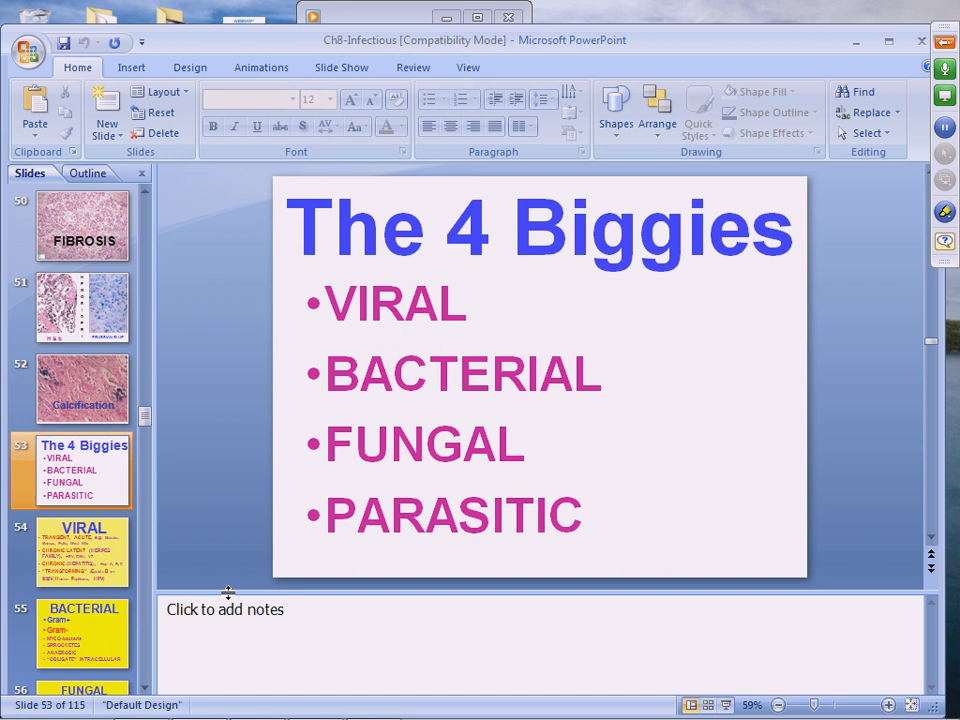 Ch8-Infectious [Compatibility Mode] - Microsoft PowerPoint
Home Insert Design Animations Slide Show Review View
Paste
New Slide
Layout
Reset
Delete
12
B I U abc S AV Aa A
Shapes Arrange Quick Styles
Shape Fill
Shape Outline
Shape Effects
Find
Replace
Select
Clipboard Slides Font Paragraph Drawing Editing
Slides Outline
50
FIBROSIS
51
52
Calcification
53
The 4 Biggies
•VIRAL
•BACTERIAL
•FUNGAL
•PARASITIC
54
VIRAL
55
BACTERIAL
•Gram+
•Gram-
56
FUNGAL
The 4 Biggies
•VIRAL
•BACTERIAL
•FUNGAL
•PARASITIC
Click to add notes
Slide 53 of 115 "Default Design" 59%